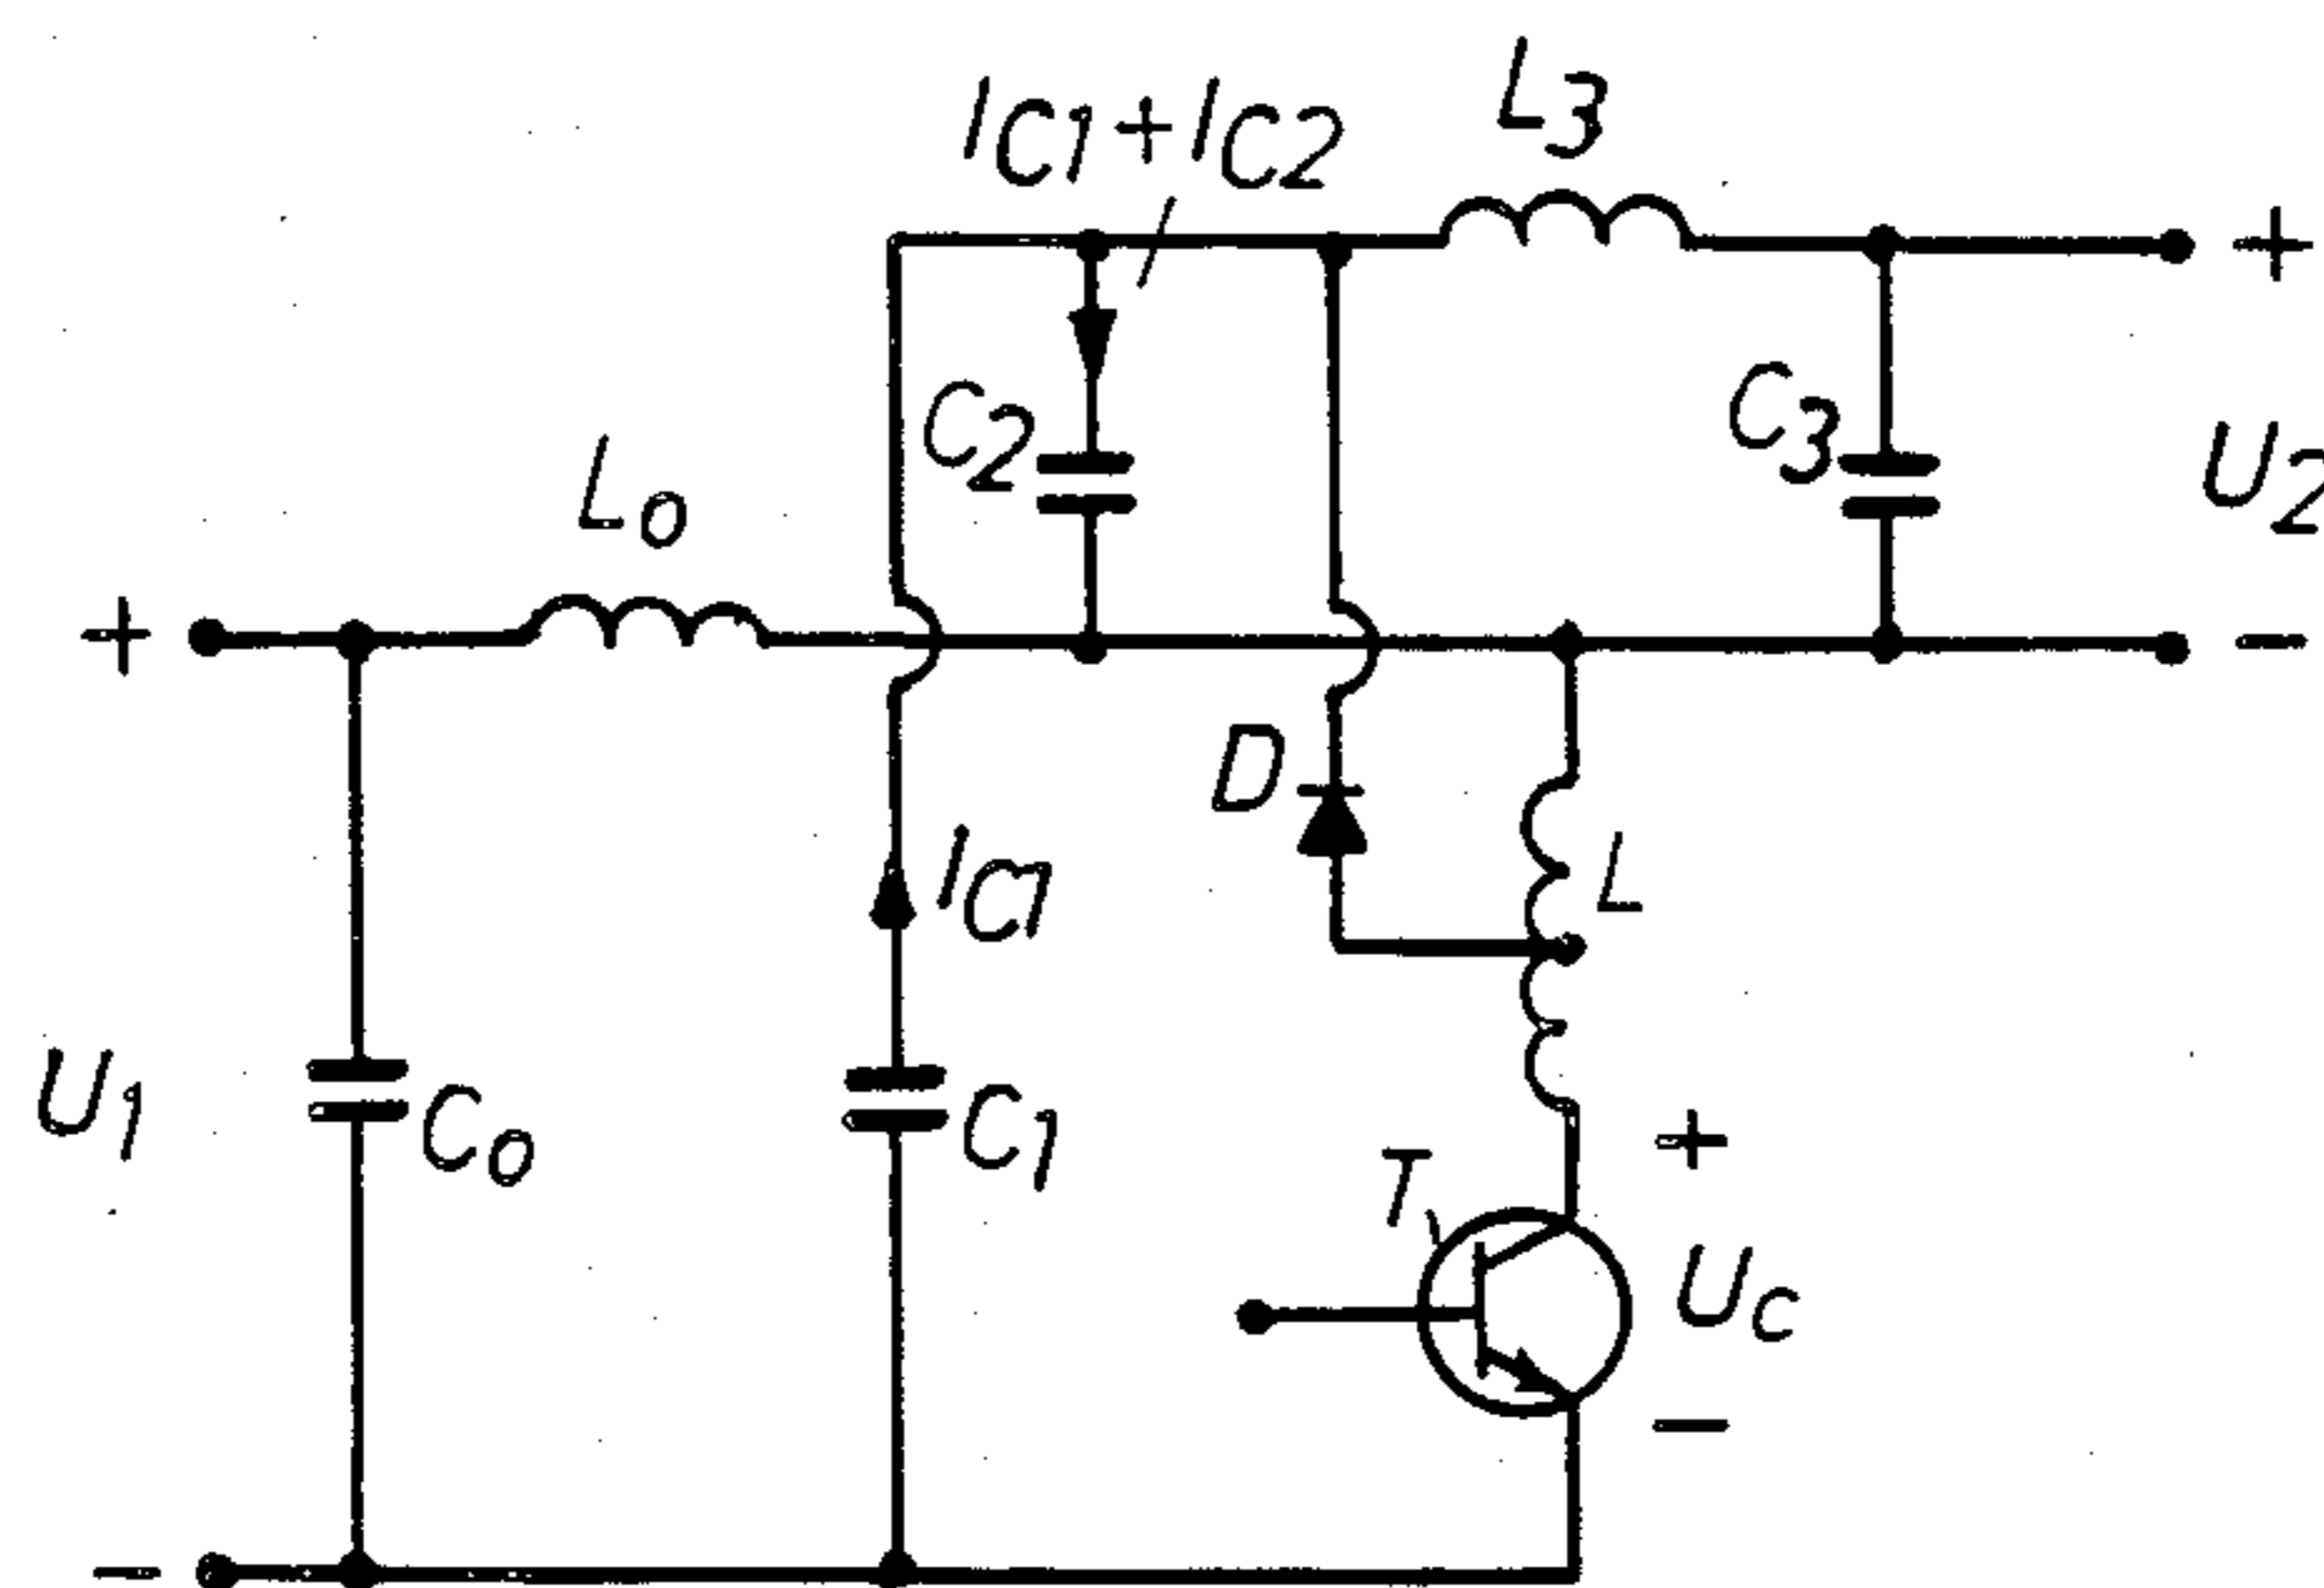 IC1+IC2
L3
+
C2
C3
U2
L0
+
-
D
L
IC1
U1
C0
C1
T
+
UC
-
-